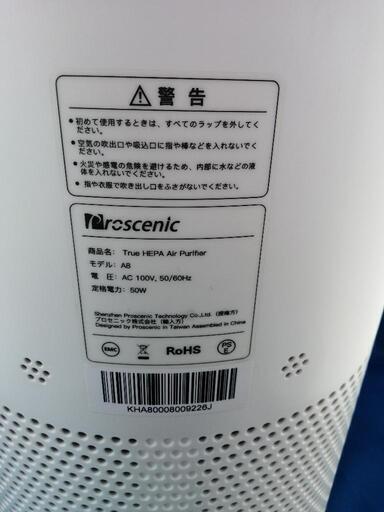 ⚠ 警告
• 初めて使用するときは、すべてのラップを外してく
ださい。
• 空気の吹出口や吸込口に指や棒などを入れないでく
ださい。
• 火災や感電の危険を避けるため、内部に水などの液
体を入れないでください。
• 指や衣服で吹き出し口をふさがないでください。
Proscenic
商品名: True HEPA Air Purifier
モデル: A8
電 圧: AC 100V, 50/60Hz
定格電力: 50W
Shenzhen Proscenic Technology Co.,Ltd.
プロセニック株式会社 (輸入方)
Designed by Proscenic in Taiwan Assembled in China
EMC RoHS PS E
KHA80008009226J